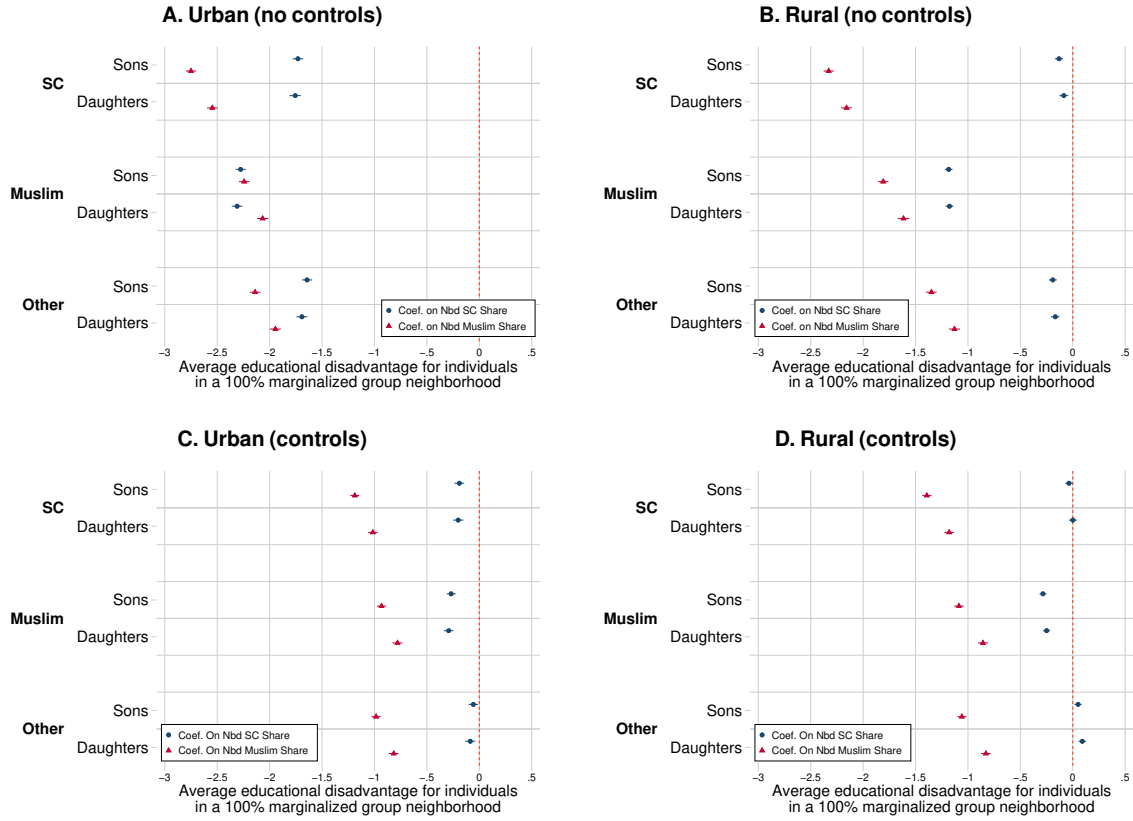 A. Urban (no controls)
SC
Sons
Daughters
Muslim
Sons
Daughters
Other
Sons
Daughters
Coef. on Nbd SC Share
Coef. on Nbd Muslim Share
-3 -2.5 -2 -1.5 -1 -.5 0 .5
Average educational disadvantage for individuals
in a 100% marginalized group neighborhood
B. Rural (no controls)
SC
Sons
Daughters
Muslim
Sons
Daughters
Other
Sons
Daughters
Coef. on Nbd SC Share
Coef. on Nbd Muslim Share
-3 -2.5 -2 -1.5 -1 -.5 0 .5
Average educational disadvantage for individuals
in a 100% marginalized group neighborhood
C. Urban (controls)
SC
Sons
Daughters
Muslim
Sons
Daughters
Other
Sons
Daughters
Coef. On Nbd SC Share
Coef. On Nbd Muslim Share
-3 -2.5 -2 -1.5 -1 -.5 0 .5
Average educational disadvantage for individuals
in a 100% marginalized group neighborhood
D. Rural (controls)
SC
Sons
Daughters
Muslim
Sons
Daughters
Other
Sons
Daughters
Coef. On Nbd SC Share
Coef. On Nbd Muslim Share
-3 -2.5 -2 -1.5 -1 -.5 0 .5
Average educational disadvantage for individuals
in a 100% marginalized group neighborhood